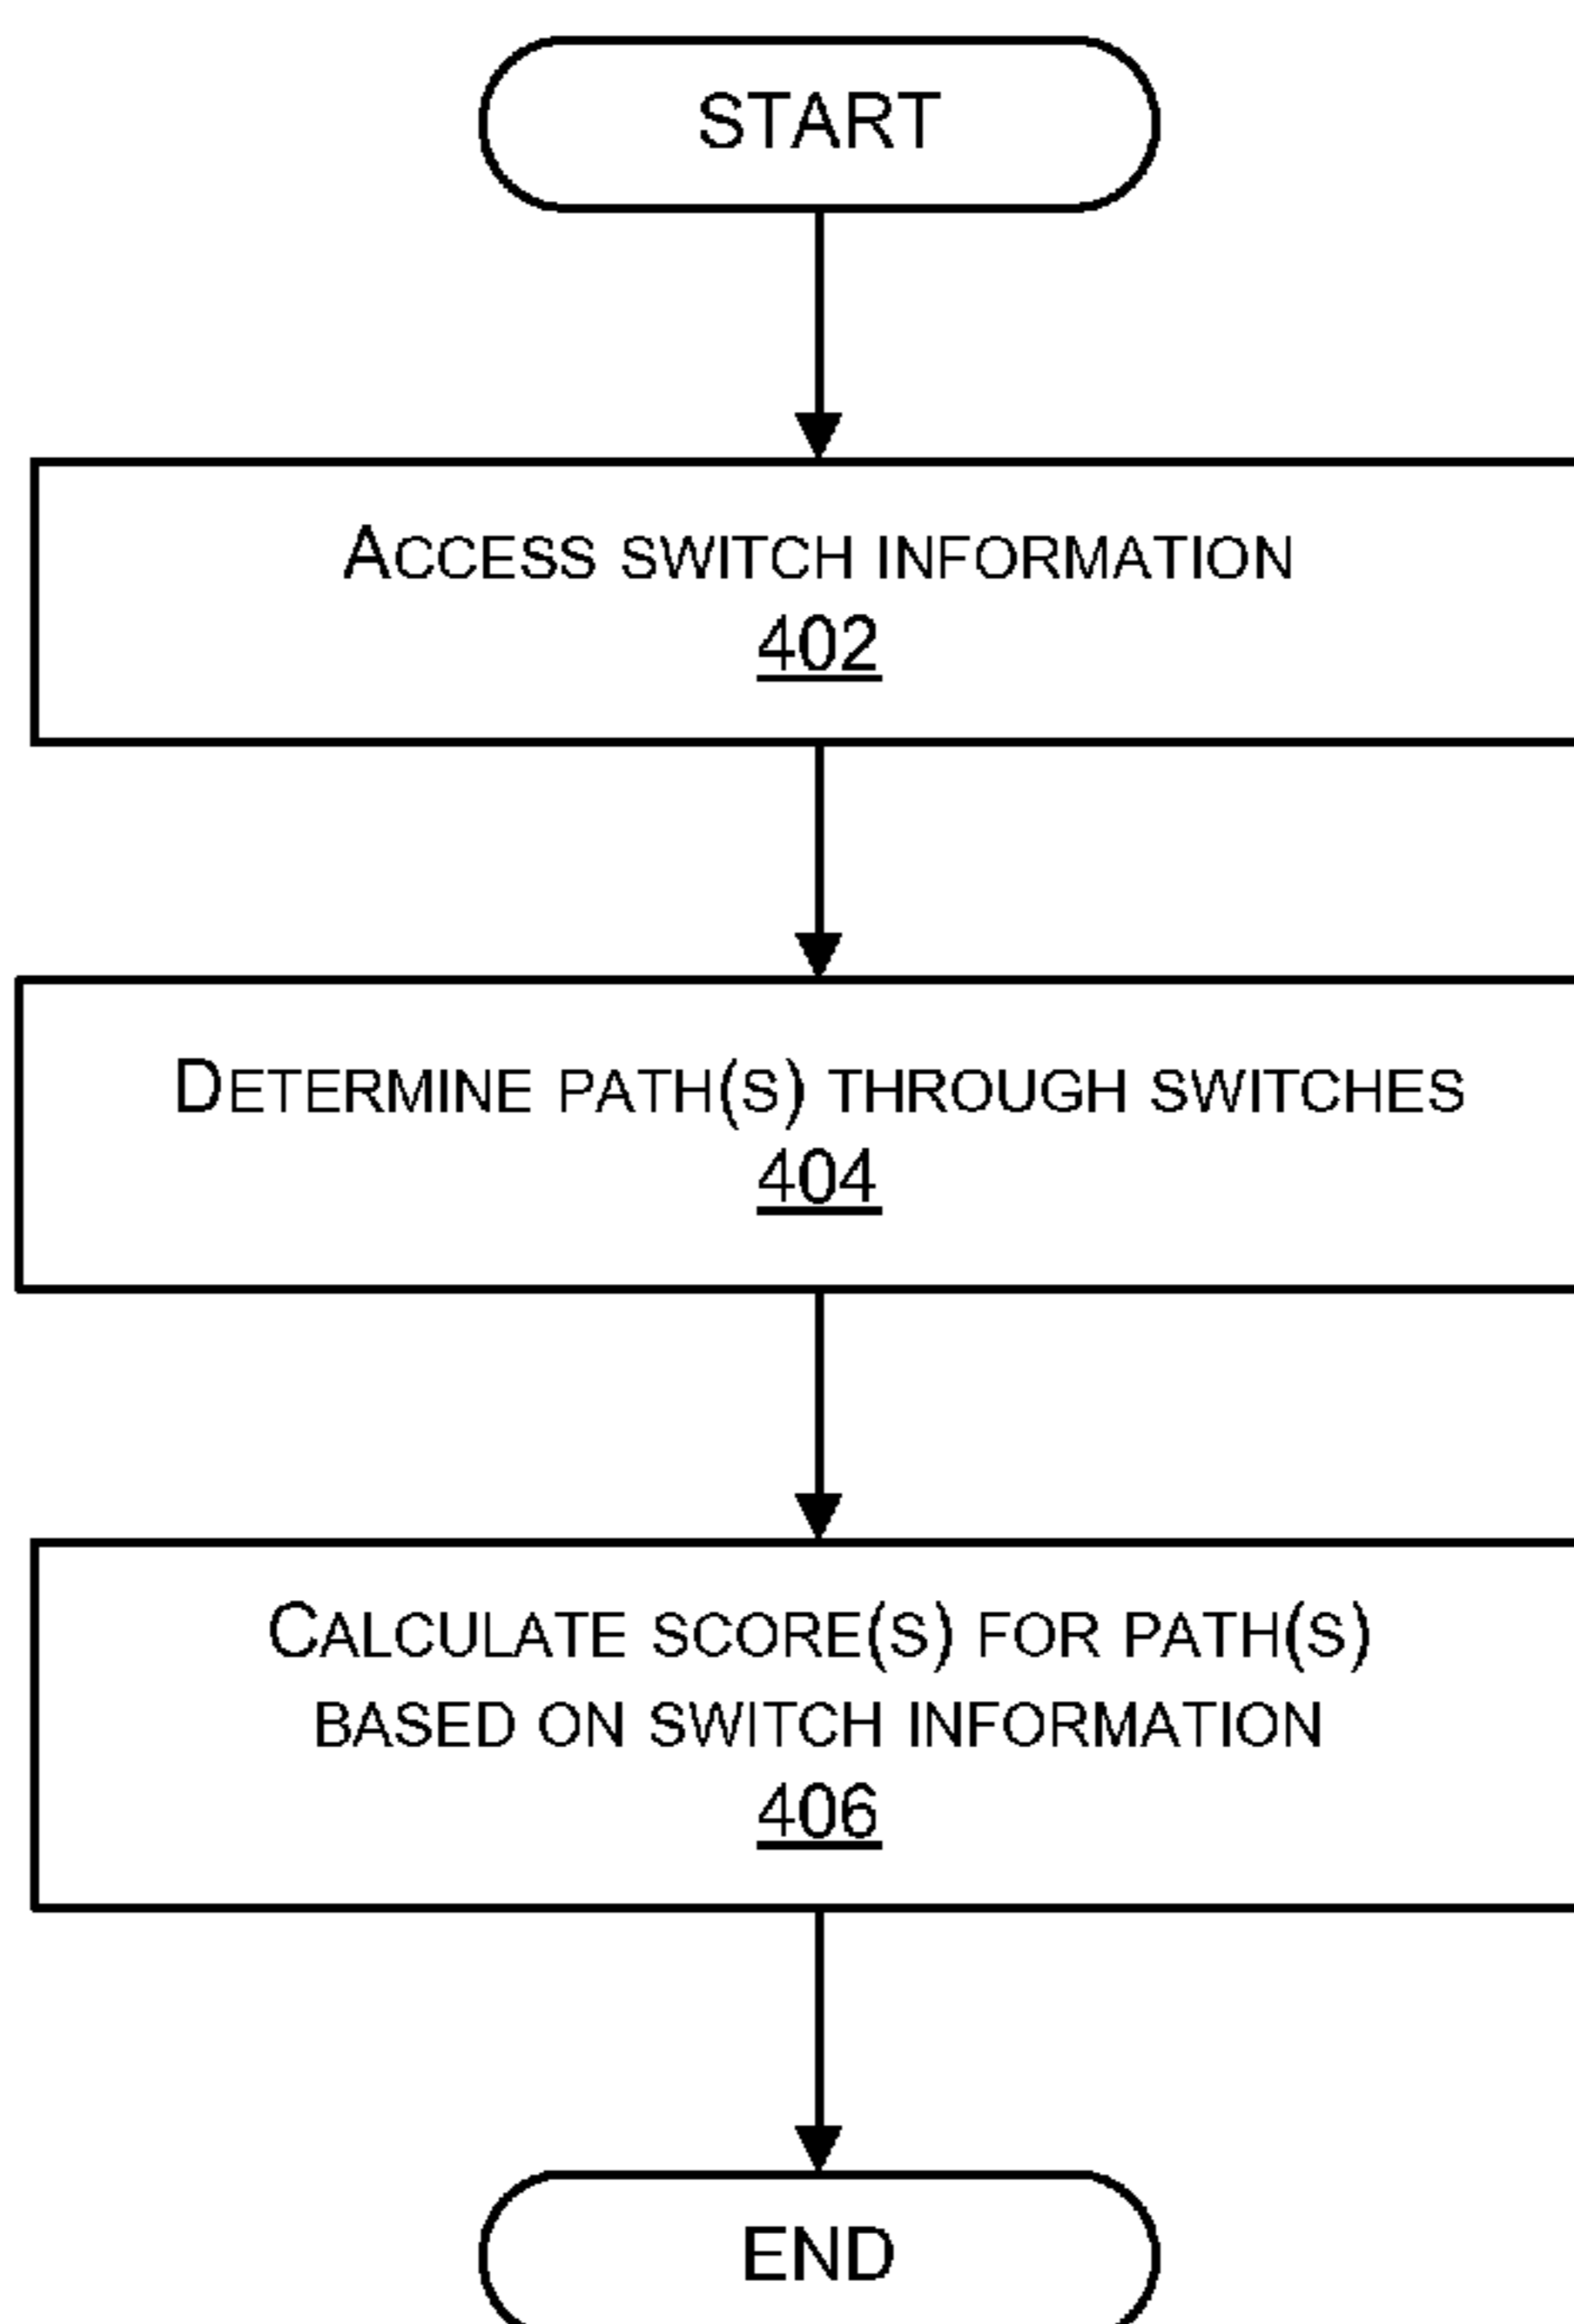 START
ACCESS SWITCH INFORMATION
402
DETERMINE PATH(S) THROUGH SWITCHES
404
CALCULATE SCORE(S) FOR PATH(S)
BASED ON SWITCH INFORMATION
406
END